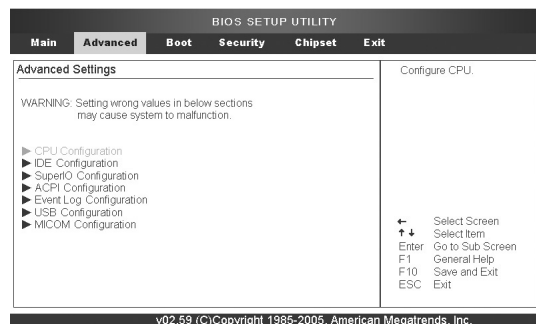 BIOS SETUP UTILITY
Main Advanced Boot Security Chipset Exit
Advanced Settings
WARNING: Setting wrong values in below sections
may cause system to malfunction.
▶ CPU Configuration
▶ IDE Configuration
▶ SuperIO Configuration
▶ ACPI Configuration
▶ Event Log Configuration
▶ USB Configuration
▶ MICOM Configuration
Configure CPU.
← Select Screen
↑↓ Select Item
Enter Go to Sub Screen
F1 General Help
F10 Save and Exit
ESC Exit
v02.59 (C)Copyright 1985-2005, American Megatrends, Inc.